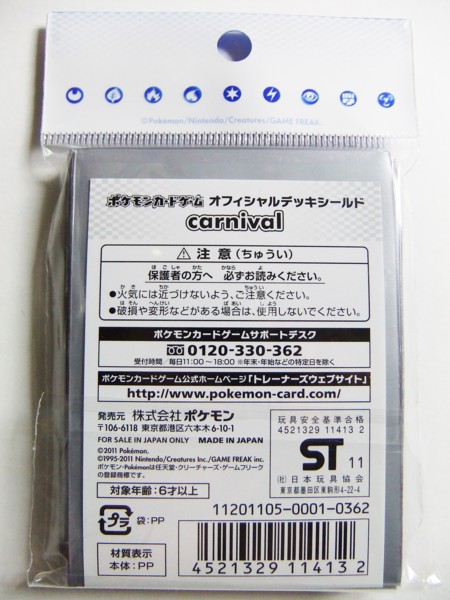 ©Pokémon/Nintendo/Creatures/GAME FREAK.
ポケモンカードゲーム オフィシャルデッキシールド
carnival
注意(ちゅうい)
保護者の方へ 必ずお読みください。
●火気には近づけないよう、ご注意ください。
●破損や変形などがある場合は、使用しないでください。
ポケモンカードゲームサポートデスク
0120-330-362
受付時間/毎日11:00~18:00 ※年末・年始などの特定日を除く
ポケモンカードゲーム公式ホームページ「トレーナーズウェブサイト」
http://www.pokemon-card.com/
発売元 株式会社ポケモン
〒106-6118 東京都港区六本木6-10-1
FOR SALE IN JAPAN ONLY MADE IN JAPAN
©2011 Pokémon.
©1995-2011 Nintendo/Creatures Inc./GAME FREAK inc.
ポケモン・Pokémonは任天堂・クリーチャーズ・ゲームフリーク
の登録商標です。
対象年齢:6才以上
プラ 袋:PP
材質表示
本体:PP
玩具安全基準合格
4521329 11413 2
ST 11
(社)日本玩具協会
東京都墨田区東駒形4-22-4
11201105-0001-0362
4 521329 114132